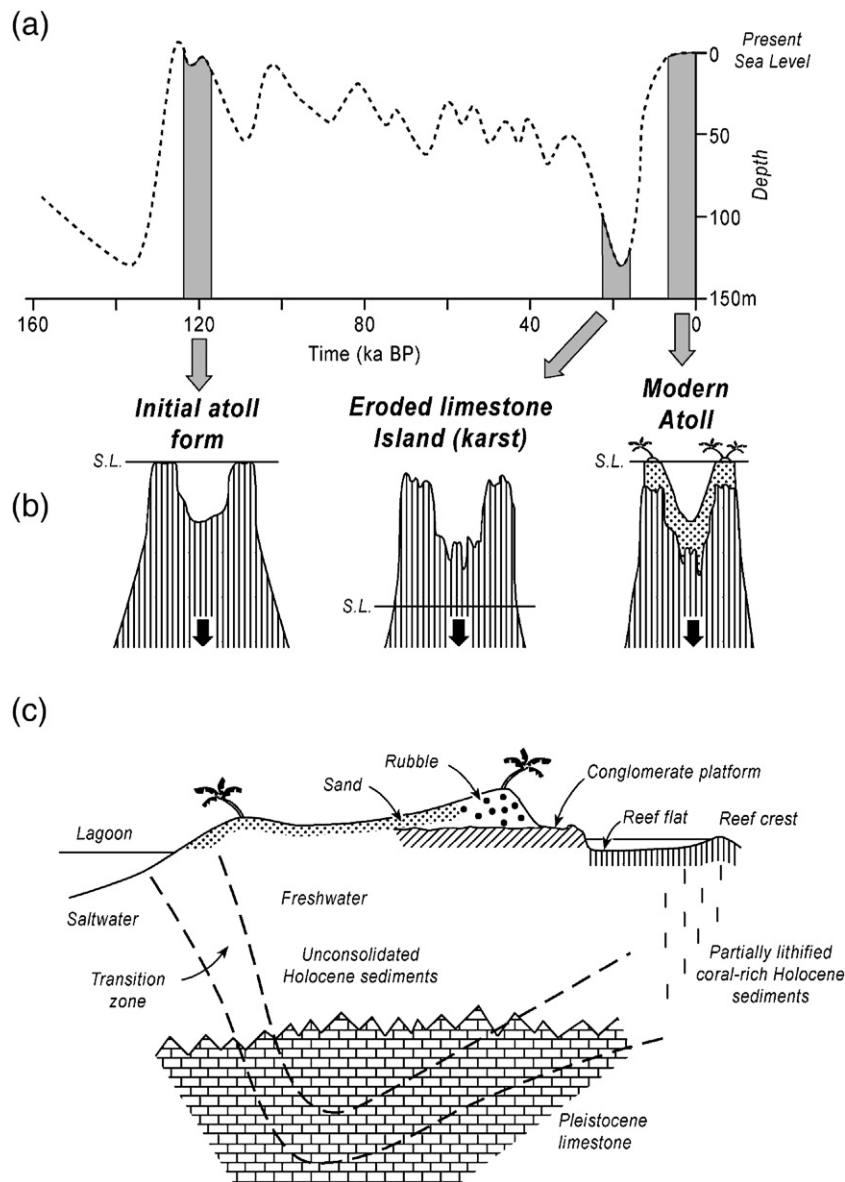 (a)
0 Present
Sea Level
50
Depth
100
150m
160 120 80 40 0
Time (ka BP)
Initial atoll
form
Eroded limestone
Island (karst)
Modern
Atoll
S.L.
S.L.
S.L.
(b)
(c)
Rubble
Sand
Conglomerate platform
Lagoon
Reef flat
Reef crest
Saltwater
Freshwater
Transition
zone
Unconsolidated
Holocene sediments
Partially lithified
coral-rich Holocene
sediments
Pleistocene
limestone